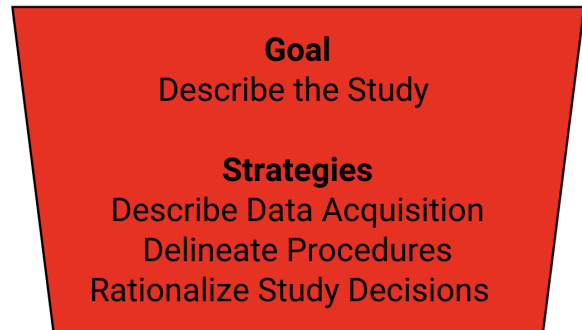 Goal
Describe the Study
Strategies
Describe Data Acquisition
Delineate Procedures
Rationalize Study Decisions